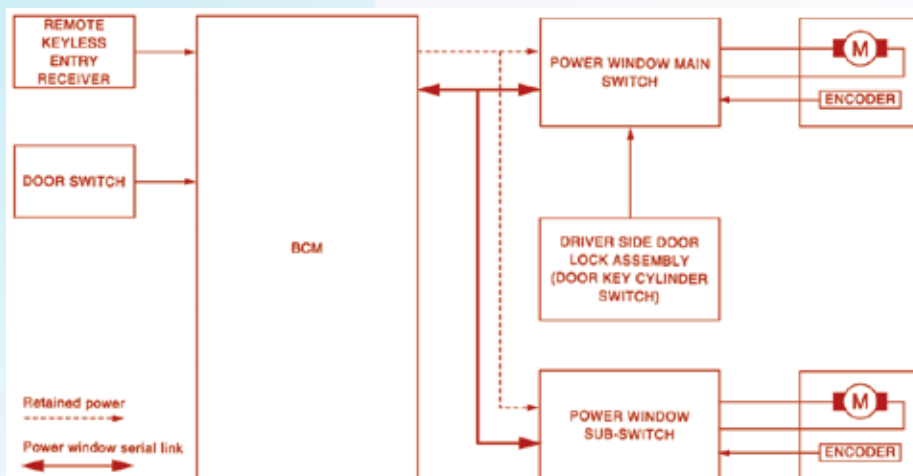 REMOTE
KEYLESS
ENTRY
RECEIVER
DOOR SWITCH
BCM
POWER WINDOW MAIN
SWITCH
M
ENCODER
DRIVER SIDE DOOR
LOCK ASSEMBLY
(DOOR KEY CYLINDER
SWITCH)
POWER WINDOW
SUB-SWITCH
M
ENCODER
Retained power
Power window serial link